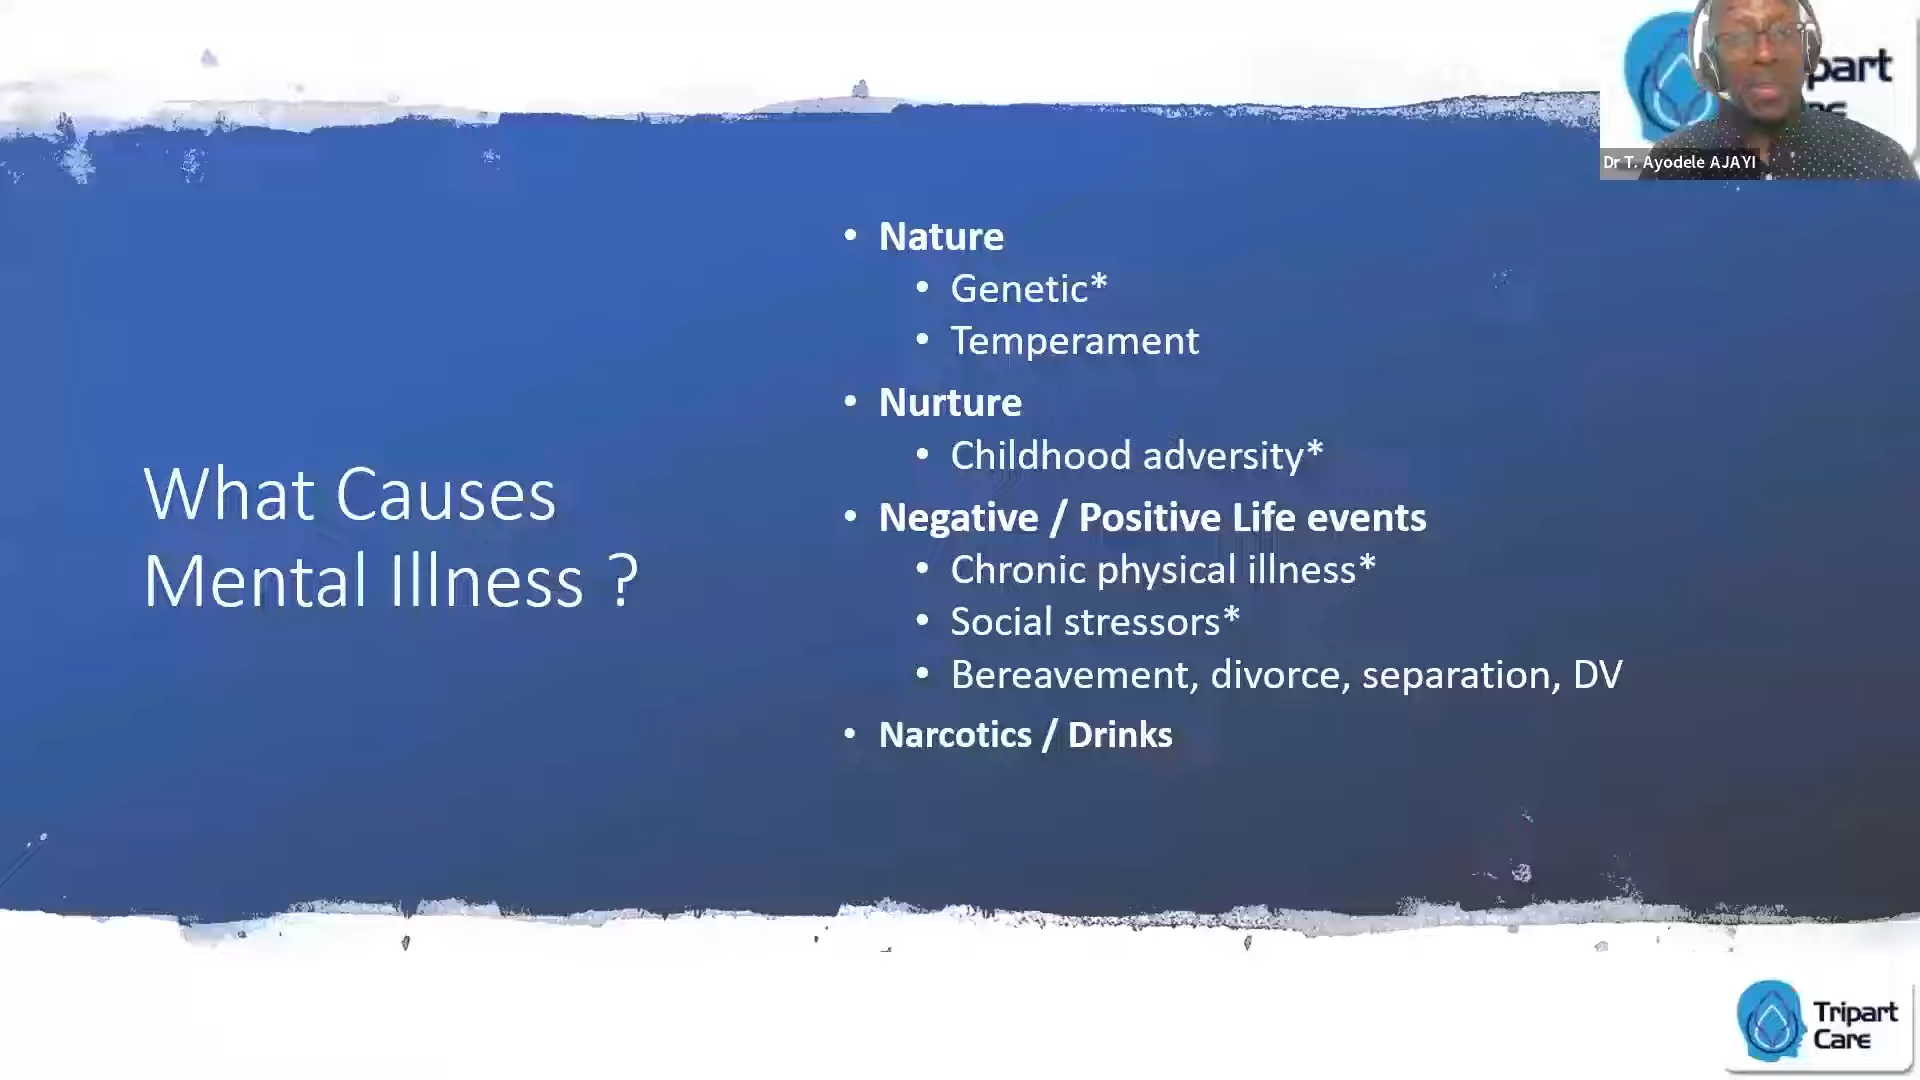 part
Dr T. Ayodele AJAYI
• Nature
• Genetic*
• Temperament
• Nurture
• Childhood adversity*
• Negative / Positive Life events
• Chronic physical illness*
• Social stressors*
• Bereavement, divorce, separation, DV
• Narcotics / Drinks
What Causes
Mental Illness ?
Tripart
Care